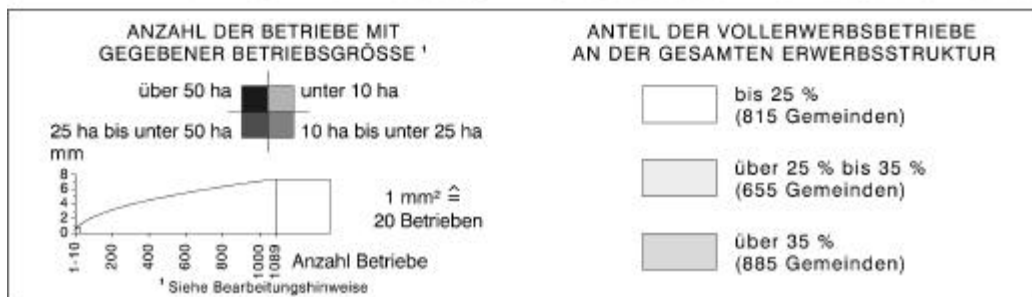 ANZAHL DER BETRIEBE MIT
GEGEBENER BETRIEBSGRÖSSE ¹
über 50 ha
unter 10 ha
25 ha bis unter 50 ha
10 ha bis unter 25 ha
mm
8
6
4
2
0
1-10
200
400
600
800
1000
1089
Anzahl Betriebe
1 mm² ≙
20 Betrieben
¹ Siehe Bearbeitungshinweise
ANTEIL DER VOLLERWERBSBETRIEBE
AN DER GESAMTEN ERWERBSSTRUKTUR
bis 25 %
(815 Gemeinden)
über 25 % bis 35 %
(655 Gemeinden)
über 35 %
(885 Gemeinden)